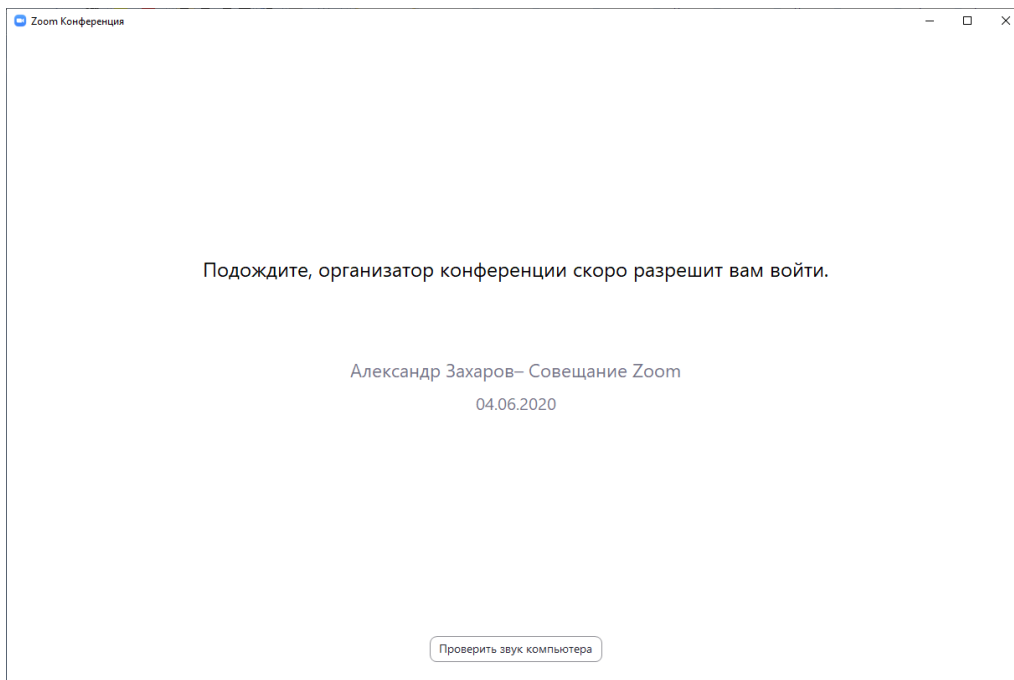 Zoom Конференция
Подождите, организатор конференции скоро разрешит вам войти.
Александр Захаров– Совещание Zoom
04.06.2020
Проверить звук компьютера